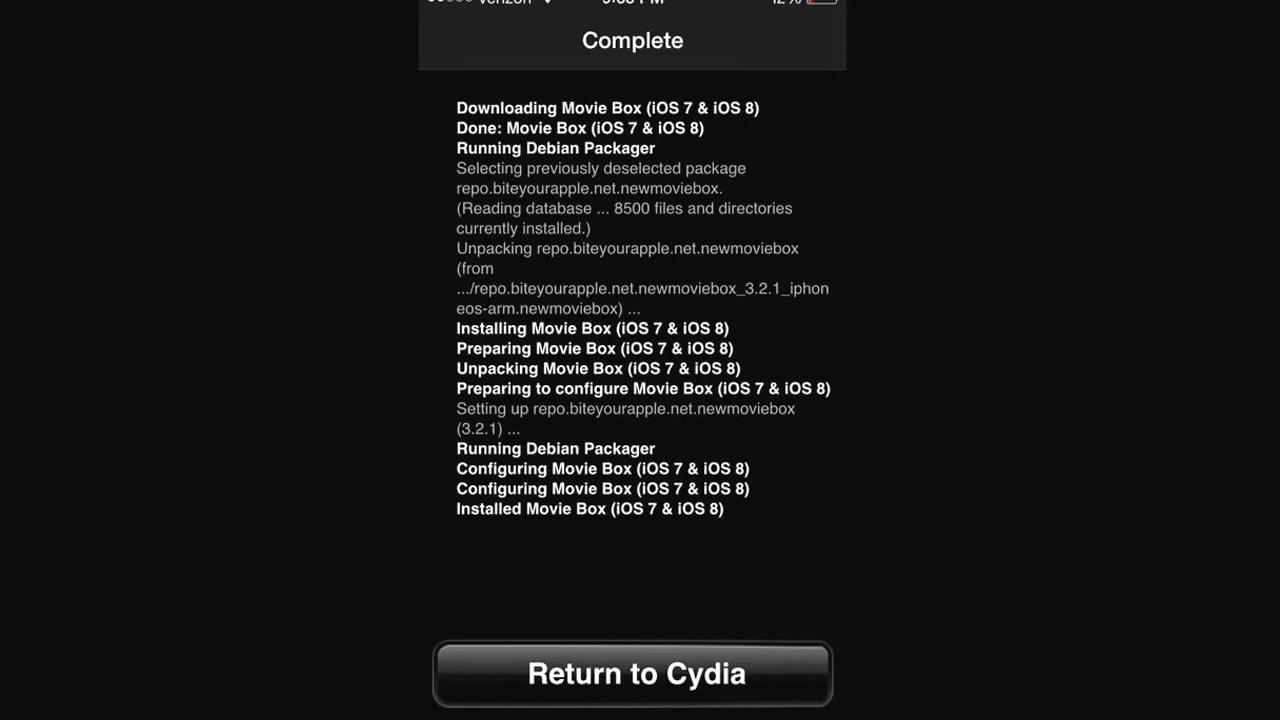 Complete
Downloading Movie Box (iOS 7 & iOS 8)
Done: Movie Box (iOS 7 & iOS 8)
Running Debian Packager
Selecting previously deselected package
repo.biteyourapple.net.newmoviebox.
(Reading database ... 8500 files and directories
currently installed.)
Unpacking repo.biteyourapple.net.newmoviebox
(from
.../repo.biteyourapple.net.newmoviebox_3.2.1_iphon
eos-arm.newmoviebox) ...
Installing Movie Box (iOS 7 & iOS 8)
Preparing Movie Box (iOS 7 & iOS 8)
Unpacking Movie Box (iOS 7 & iOS 8)
Preparing to configure Movie Box (iOS 7 & iOS 8)
Setting up repo.biteyourapple.net.newmoviebox
(3.2.1) ...
Running Debian Packager
Configuring Movie Box (iOS 7 & iOS 8)
Configuring Movie Box (iOS 7 & iOS 8)
Installed Movie Box (iOS 7 & iOS 8)
Return to Cydia